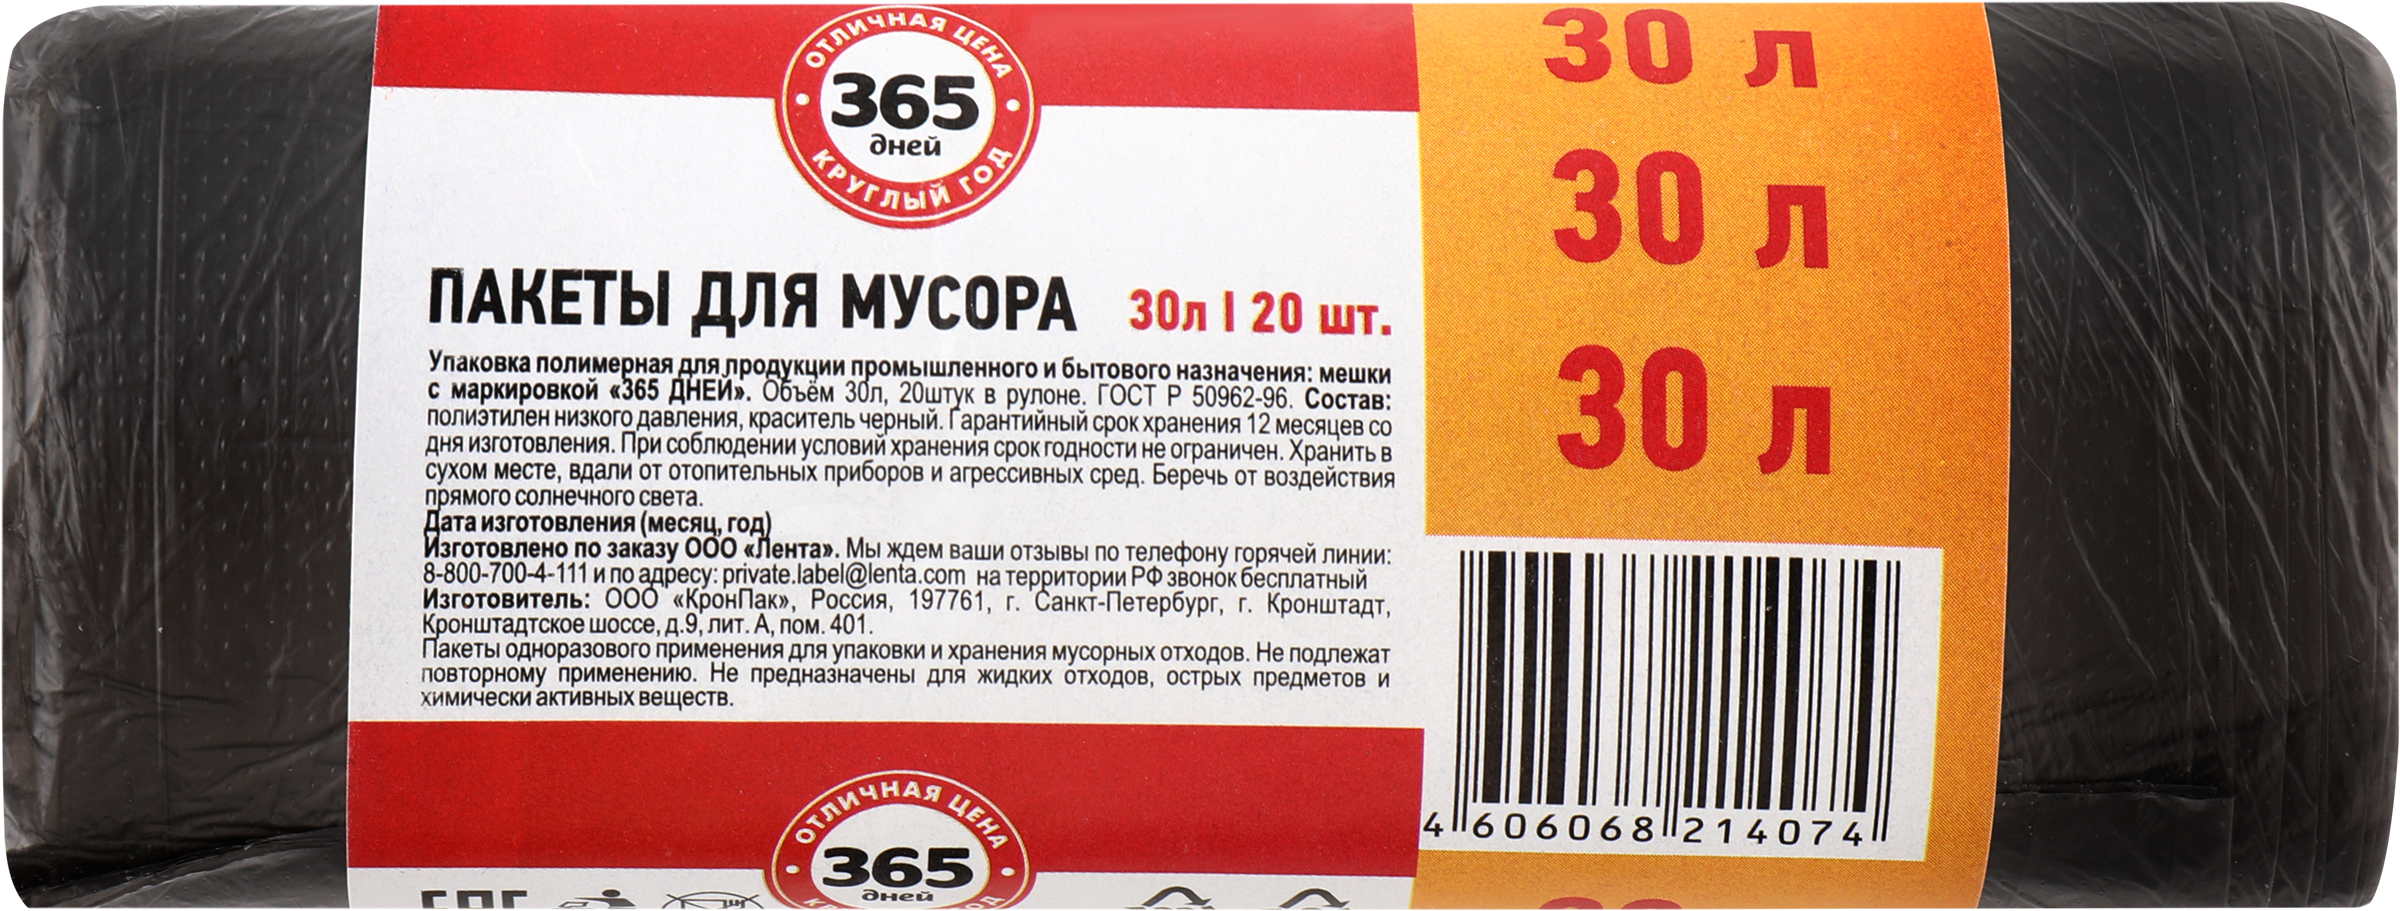 ОТЛИЧНАЯ ЦЕНА
365
дней
КРУГЛЫЙ ГОД
30 л
30 л
30 л
ПАКЕТЫ ДЛЯ МУСОРА 30л | 20 шт.
Упаковка полимерная для продукции промышленного и бытового назначения: мешки
с маркировкой «365 ДНЕЙ». Объём 30л, 20штук в рулоне. ГОСТ Р 50962-96. Состав:
полиэтилен низкого давления, краситель черный. Гарантийный срок хранения 12 месяцев со
дня изготовления. При соблюдении условий хранения срок годности не ограничен. Хранить в
сухом месте, вдали от отопительных приборов и агрессивных сред. Беречь от воздействия
прямого солнечного света.
Дата изготовления (месяц, год)
Изготовлено по заказу ООО «Лента». Мы ждем ваши отзывы по телефону горячей линии:
8-800-700-4-111 и по адресу: private.label@lenta.com на территории РФ звонок бесплатный
Изготовитель: ООО «КронПак», Россия, 197761, г. Санкт-Петербург, г. Кронштадт,
Кронштадтское шоссе, д.9, лит. А, пом. 401.
Пакеты одноразового применения для упаковки и хранения мусорных отходов. Не подлежат
повторному применению. Не предназначены для жидких отходов, острых предметов и
химически активных веществ.
4 606068 214074
ОТЛИЧНАЯ ЦЕНА
365
дней